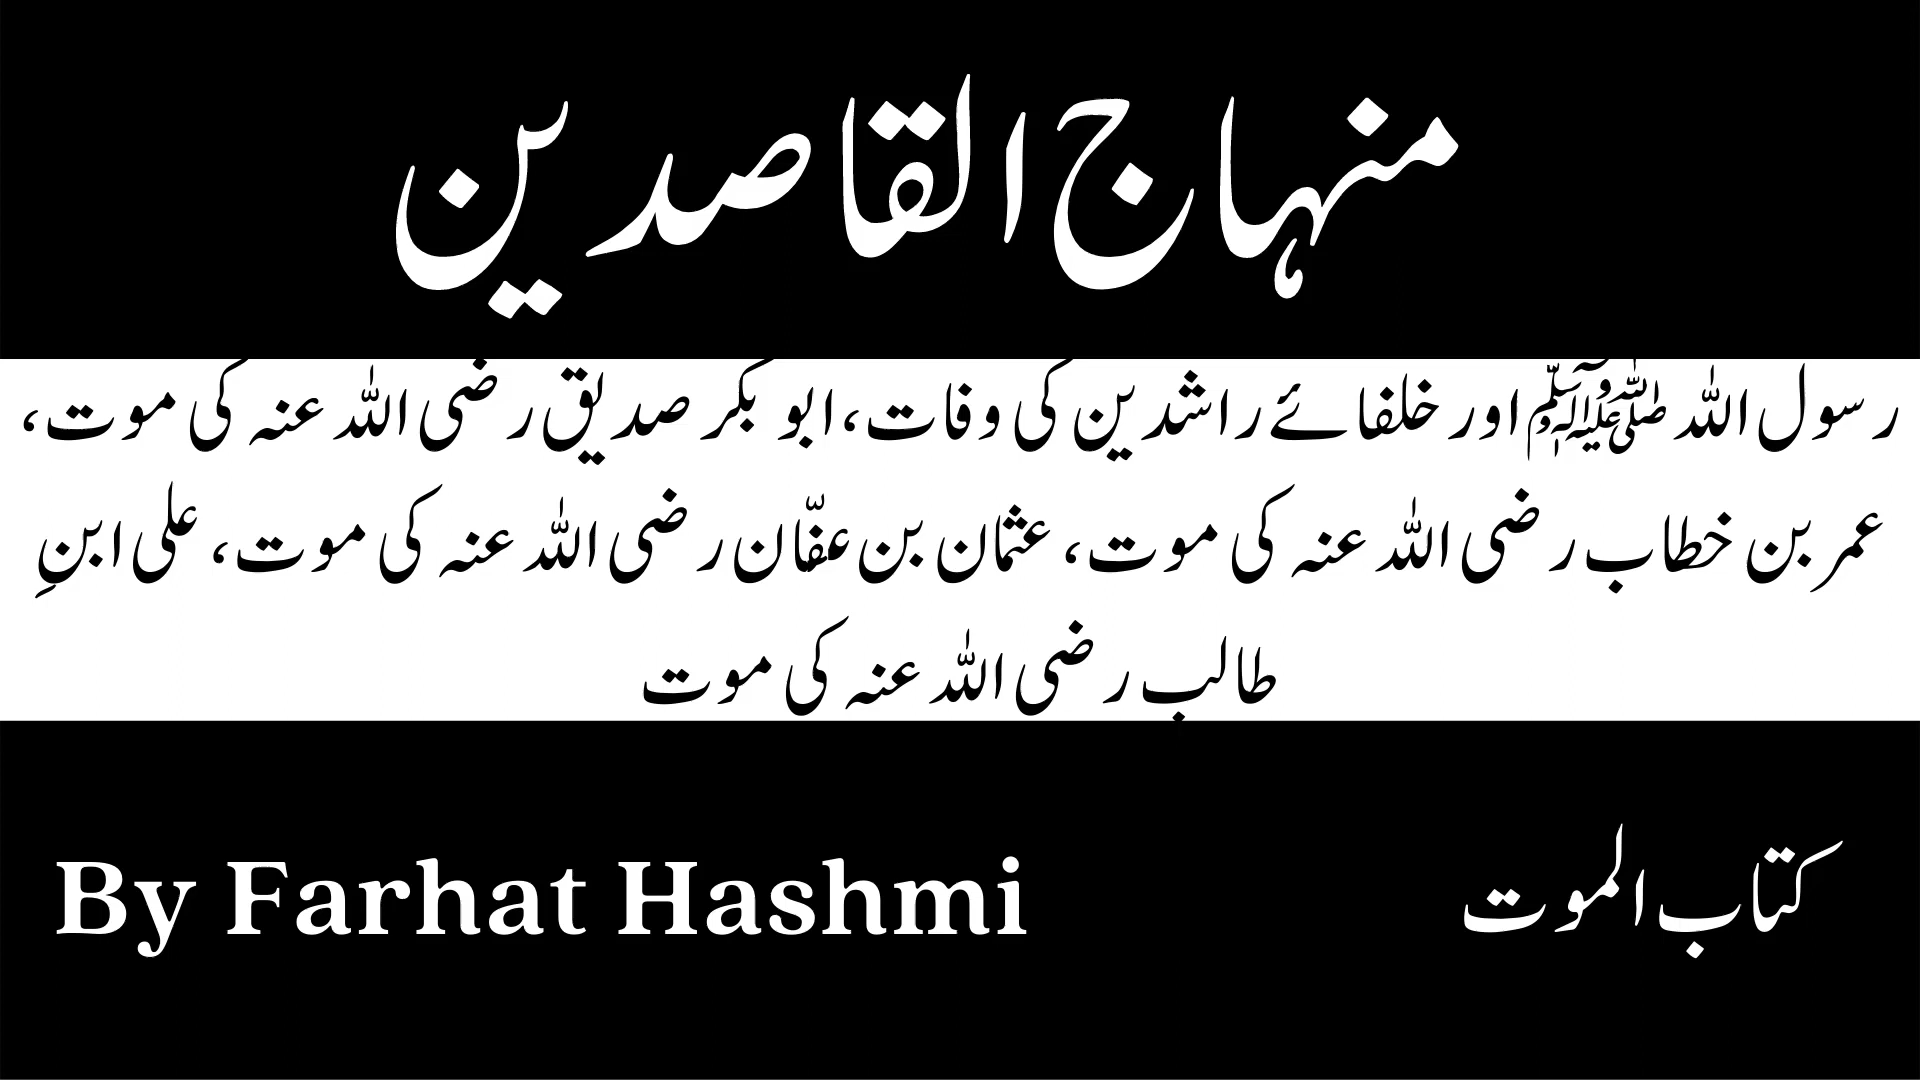 منہاج القاصدین
رسول اللہ ﷺ اور خلفائے راشدین کی وفات، ابو بکر صدیق رضی اللہ عنہ کی موت،
عمر بن خطاب رضی اللہ عنہ کی موت، عثمان بن عفّان رضی اللہ عنہ کی موت، علی ابنِ
طالب رضی اللہ عنہ کی موت
کتاب الموت
By Farhat Hashmi